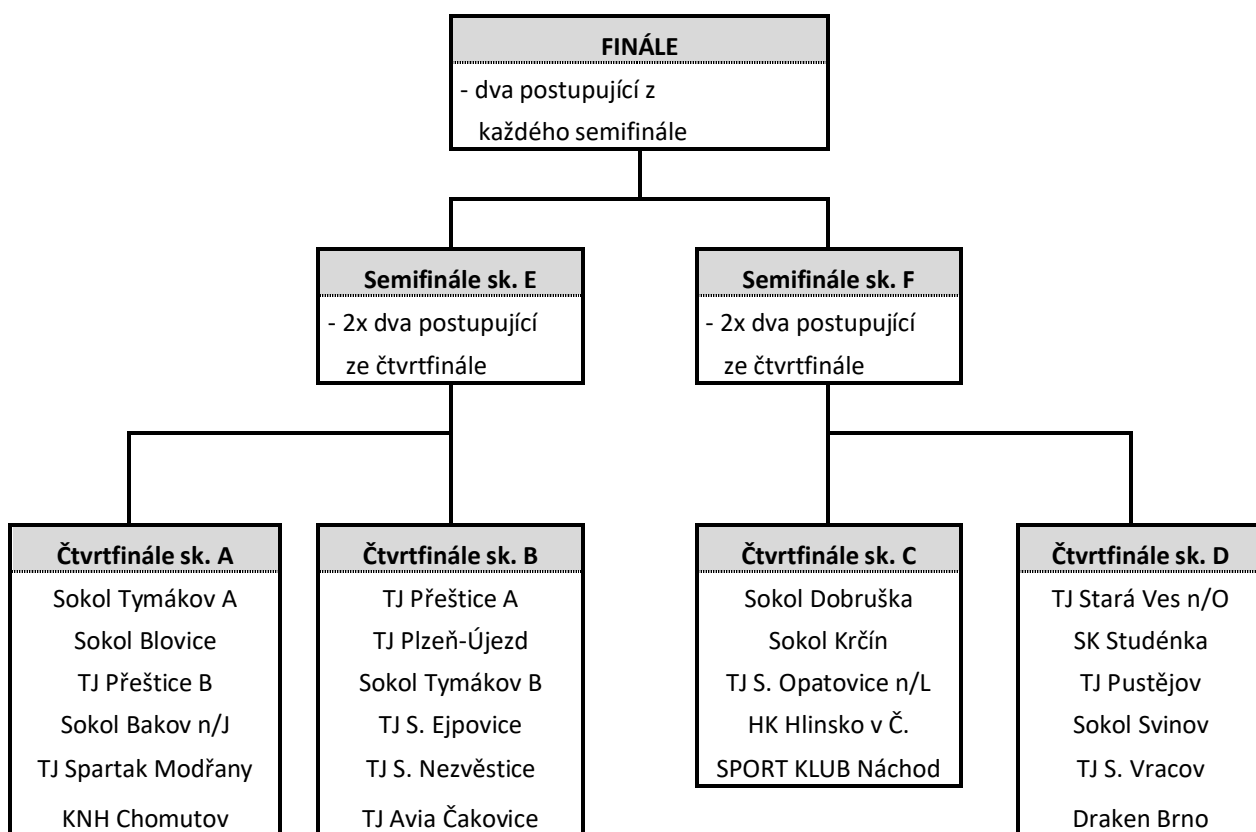 FINÁLE
- dva postupující z
každého semifinále
Semifinále sk. E
- 2x dva postupující
ze čtvrtfinále
Semifinále sk. F
- 2x dva postupující
ze čtvrtfinále
Čtvrtfinále sk. A
Sokol Tymákov A
Sokol Blovice
TJ Přeštice B
Sokol Bakov n/J
TJ Spartak Modřany
KNH Chomutov
Čtvrtfinále sk. B
TJ Přeštice A
TJ Plzeň-Újezd
Sokol Tymákov B
TJ S. Ejpovice
TJ S. Nezvěstice
TJ Avia Čakovice
Čtvrtfinále sk. C
Sokol Dobruška
Sokol Krčín
TJ S. Opatovice n/L
HK Hlinsko v Č.
SPORT KLUB Náchod
Čtvrtfinále sk. D
TJ Stará Ves n/O
SK Studénka
TJ Pustějov
Sokol Svinov
TJ S. Vracov
Draken Brno